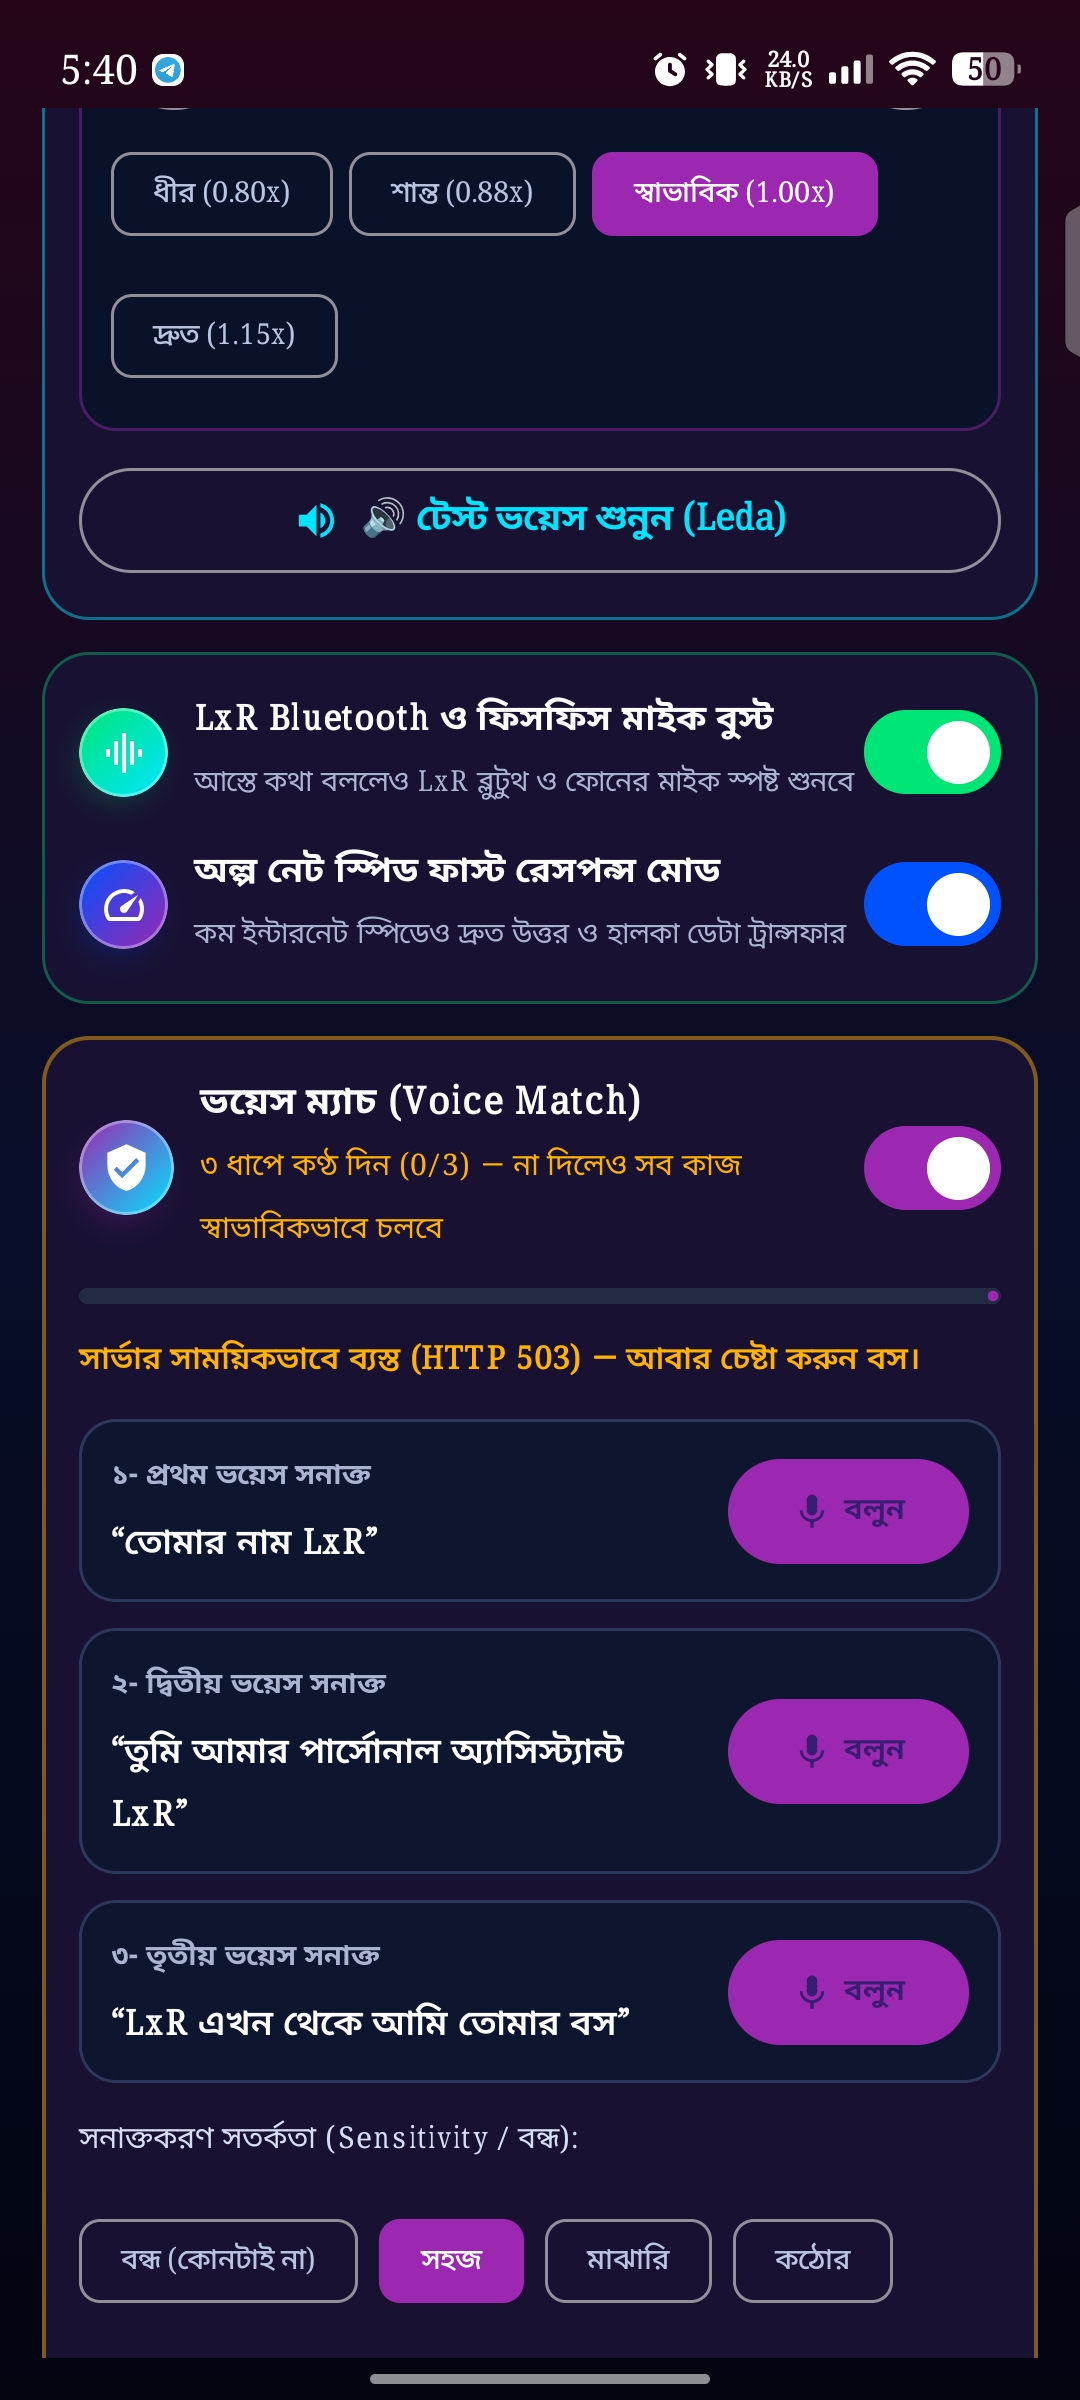 5:40
24.0
KB/S
50
ধীর (0.80x)
শান্ত (0.88x)
স্বাভাবিক (1.00x)
দ্রুত (1.15x)
টেস্ট ভয়েস শুনুন (Leda)
LxR Bluetooth ও ফিসফিস মাইক বুস্ট
আস্তে কথা বললেও LxR ব্লুটুথ ও ফোনের মাইক স্পষ্ট শুনবে
অল্প নেট স্পিড ফাস্ট রেসপন্স মোড
কম ইন্টারনেট স্পিডেও দ্রুত উত্তর ও হালকা ডেটা ট্রান্সফার
ভয়েস ম্যাচ (Voice Match)
৩ ধাপে কণ্ঠ দিন (0/3) — না দিলেও সব কাজ
স্বাভাবিকভাবে চলবে
সার্ভার সাময়িকভাবে ব্যস্ত (HTTP 503) — আবার চেষ্টা করুন বস।
১- প্রথম ভয়েস সনাক্ত
“তোমার নাম LxR”
বলুন
২- দ্বিতীয় ভয়েস সনাক্ত
“তুমি আমার পার্সোনাল অ্যাসিস্ট্যান্ট
LxR”
বলুন
৩- তৃতীয় ভয়েস সনাক্ত
“LxR এখন থেকে আমি তোমার বস”
বলুন
সনাক্তকরণ সতর্কতা (Sensitivity / বন্ধ):
বন্ধ (কোনটাই না)
সহজ
মাঝারি
কঠোর